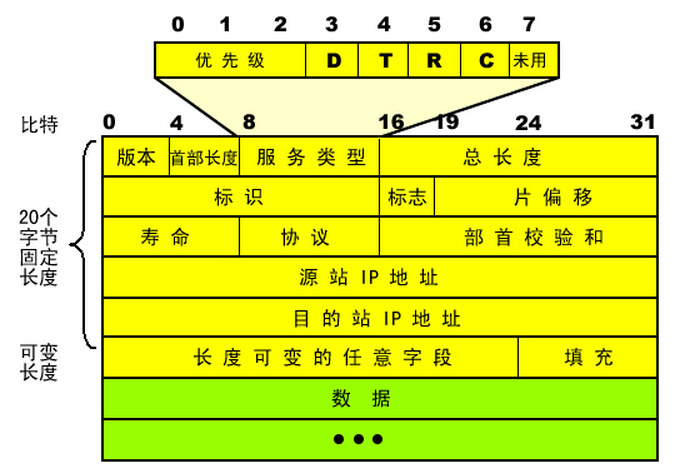 0 1 2 3 4 5 6 7
优先级 D T R C 未用
比特 0 4 8 16 19 24 31
版本 首部长度 服务类型 总长度
标识 标志 片偏移
寿命 协议 部首校验和
源站IP地址
目的站IP地址
长度可变的任意字段 填充
数据
●●●
20个
字节
固定
长度
可变
长度